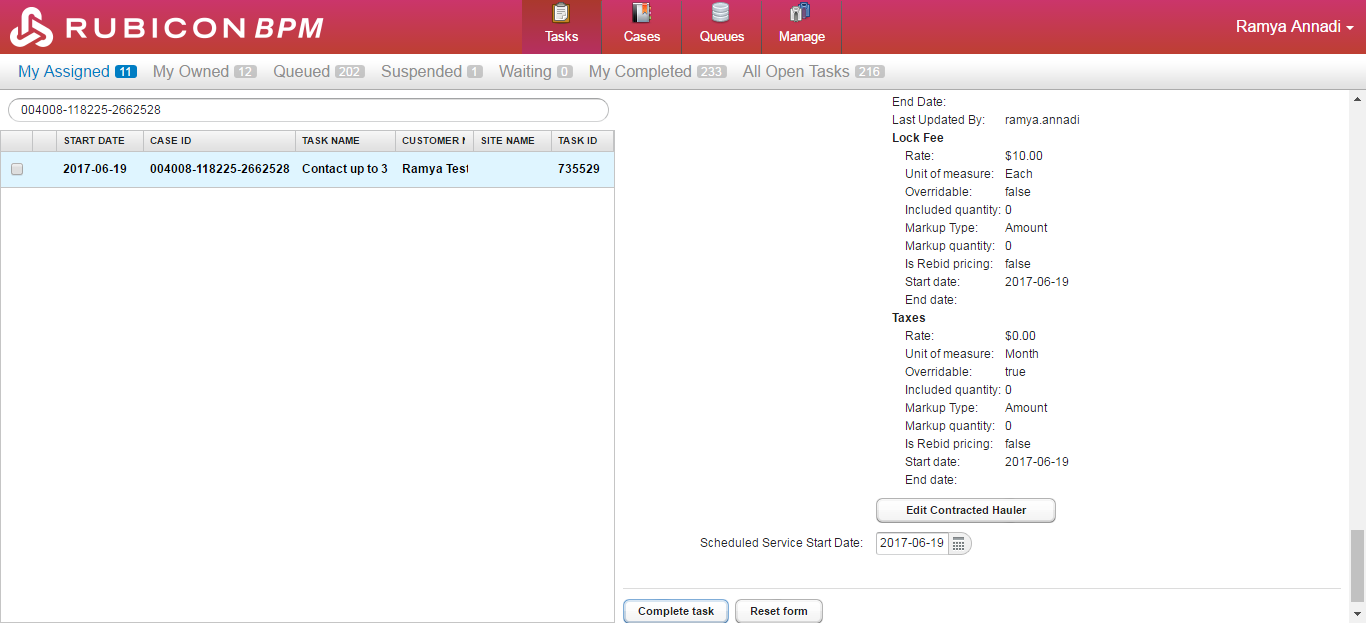 RUBICON BPM
Tasks
Cases
Queues
Manage
Ramya Annadi
My Assigned 11 My Owned 12 Queued 202 Suspended 1 Waiting 0 My Completed 233 All Open Tasks 216
004008-118225-2662528
START DATE CASE ID TASK NAME CUSTOMER N SITE NAME TASK ID
2017-06-19 004008-118225-2662528 Contact up to 3 Ramya Test 735529
End Date:
Last Updated By: ramya.annadi
Lock Fee
Rate: $10.00
Unit of measure: Each
Overridable: false
Included quantity: 0
Markup Type: Amount
Markup quantity: 0
Is Rebid pricing: false
Start date: 2017-06-19
End date:
Taxes
Rate: $0.00
Unit of measure: Month
Overridable: true
Included quantity: 0
Markup Type: Amount
Markup quantity: 0
Is Rebid pricing: false
Start date: 2017-06-19
End date:
Edit Contracted Hauler
Scheduled Service Start Date: 2017-06-19
Complete task Reset form